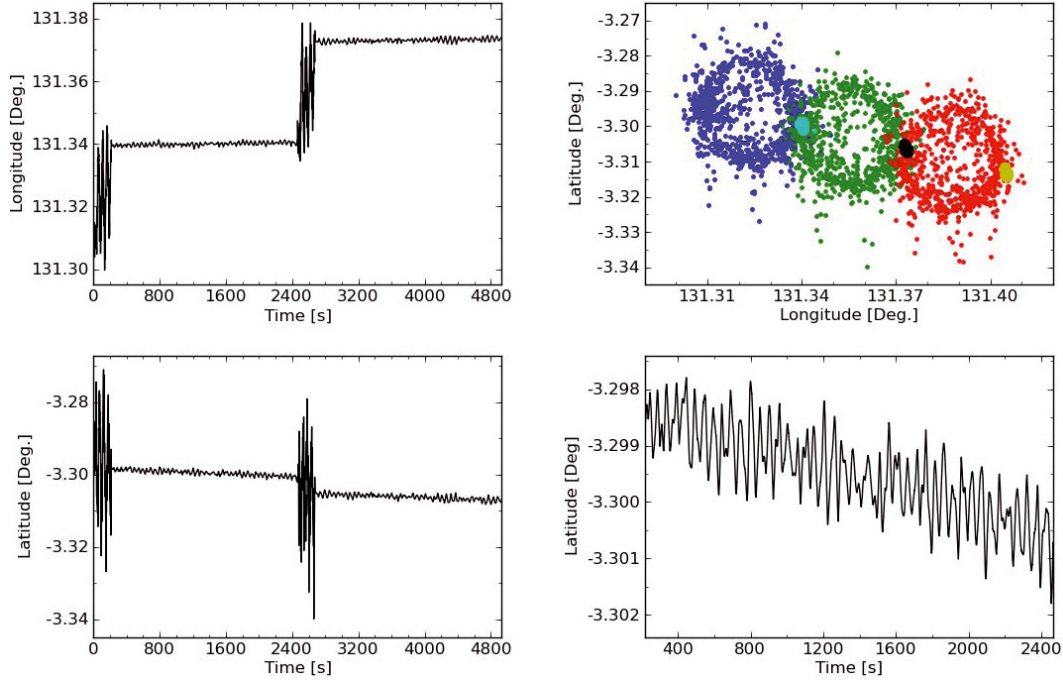 131.38
131.36
131.34
131.32
131.30
Longitude [Deg.]
0 800 1600 2400 3200 4000 4800
Time [s]
-3.27
-3.28
-3.29
-3.30
-3.31
-3.32
-3.33
-3.34
Latitude [Deg.]
131.31 131.34 131.37 131.40
Longitude [Deg.]
-3.28
-3.30
-3.32
-3.34
Latitude [Deg.]
0 800 1600 2400 3200 4000 4800
Time [s]
-3.298
-3.299
-3.300
-3.301
-3.302
Latitude [Deg]
400 800 1200 1600 2000 2400
Time [s]